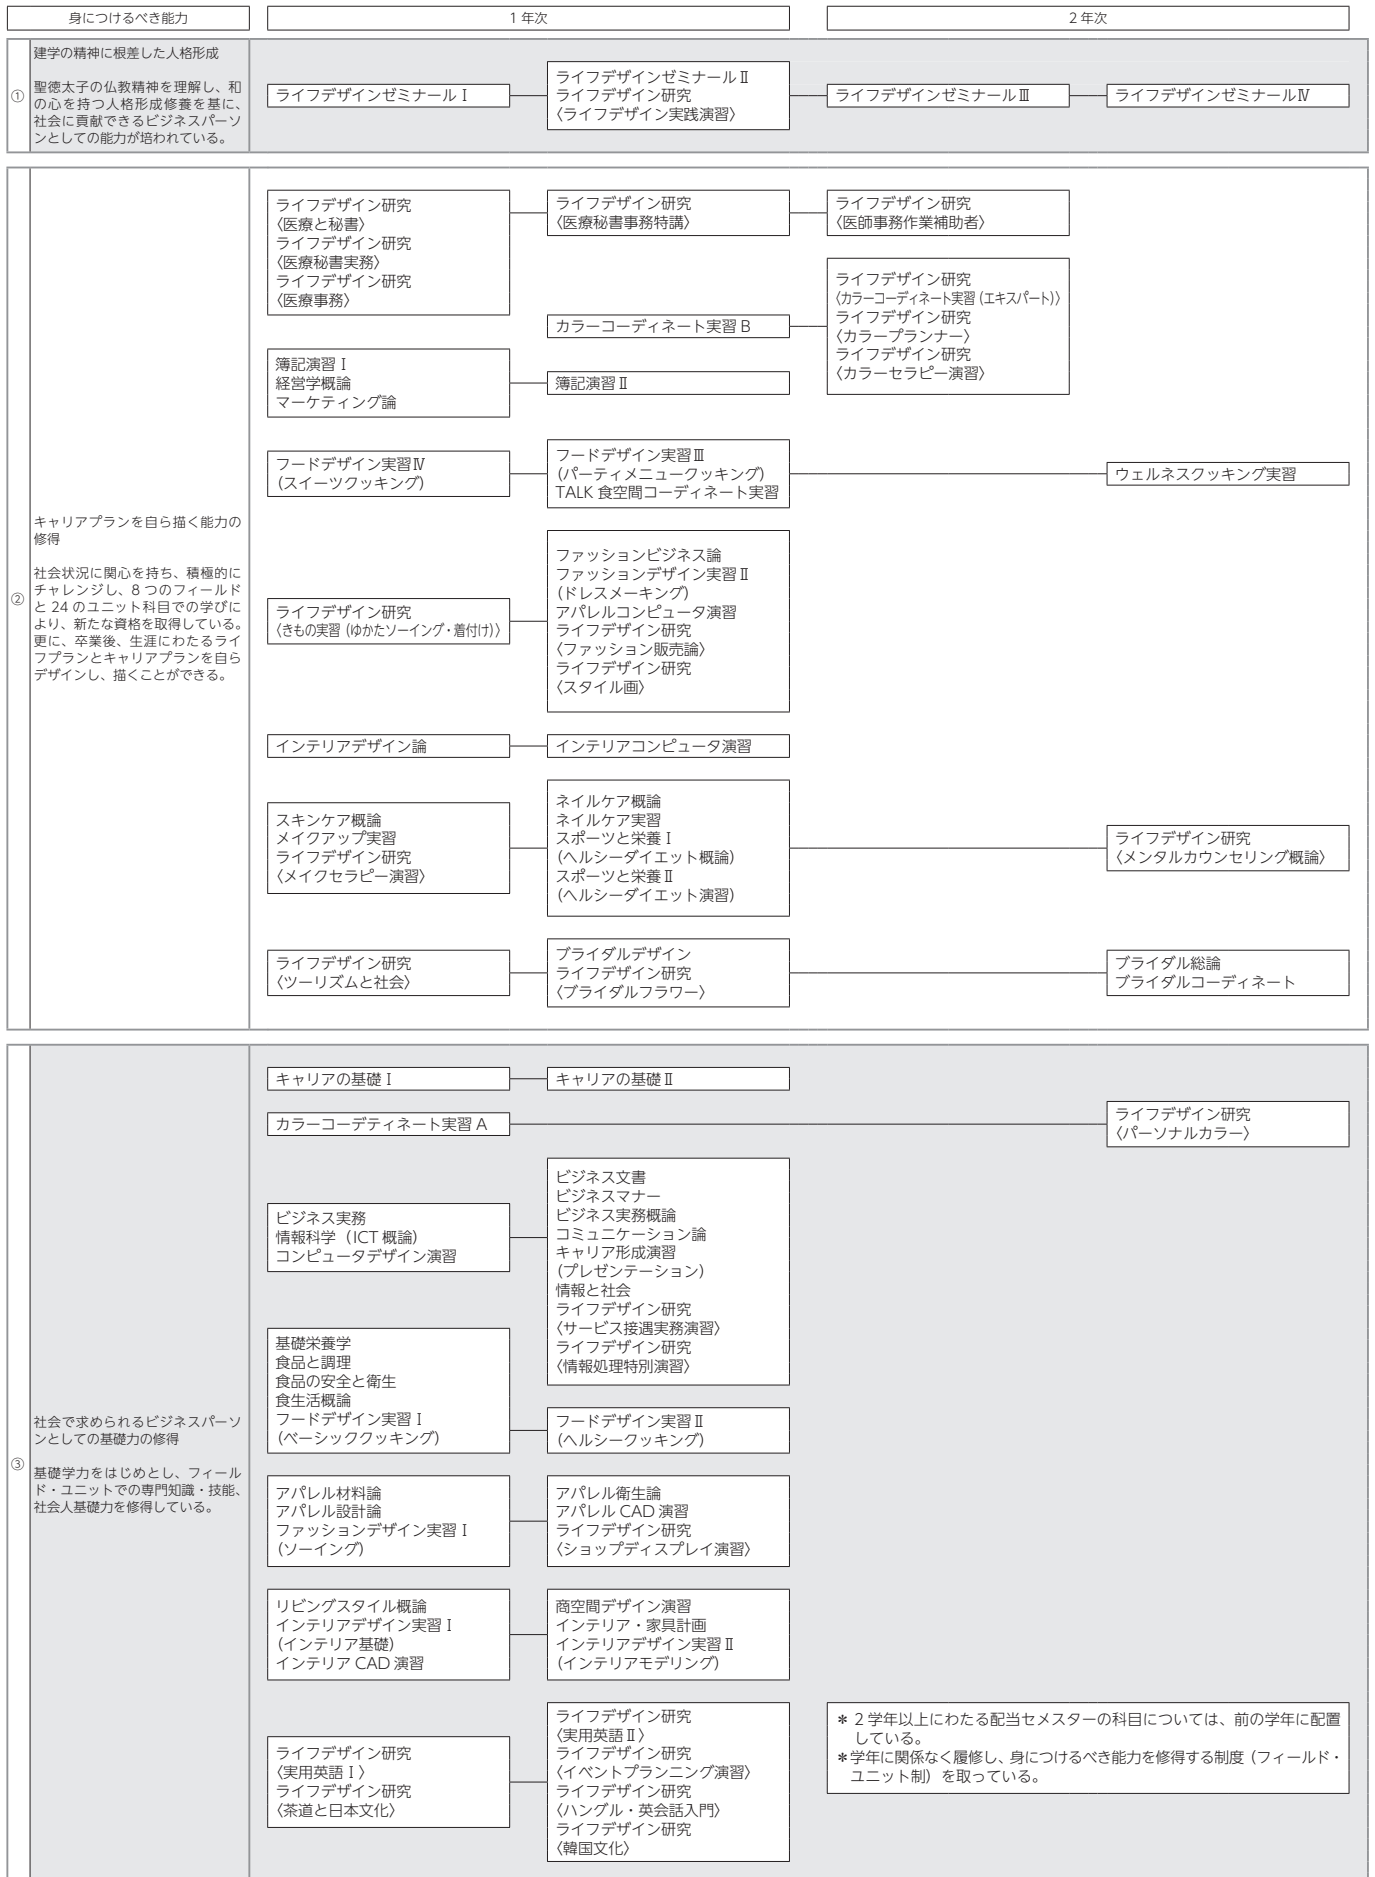 身につけるべき能力
1 年次
2 年次
①
建学の精神に根差した人格形成
聖徳太子の仏教精神を理解し、和
の心を持つ人格形成修養を基に、
社会に貢献できるビジネスパーソ
ンとしての能力が培われている。
ライフデザインゼミナールⅠ
ライフデザインゼミナールⅡ
ライフデザイン研究
〈ライフデザイン実践演習〉
ライフデザインゼミナールⅢ
ライフデザインゼミナールⅣ
②
キャリアプランを自ら描く能力の
修得
社会状況に関心を持ち、積極的に
チャレンジし、8 つのフィールド
と 24 のユニット科目での学びに
より、新たな資格を取得している。
更に、卒業後、生涯にわたるライ
フプランとキャリアプランを自ら
デザインし、描くことができる。
ライフデザイン研究
〈医療と秘書〉
ライフデザイン研究
〈医療秘書実務〉
ライフデザイン研究
〈医療事務〉
ライフデザイン研究
〈医療秘書事務特講〉
ライフデザイン研究
〈医師事務作業補助者〉
カラーコーディネート実習 B
ライフデザイン研究
〈カラーコーディネート実習（エキスパート）〉
ライフデザイン研究
〈カラープランナー〉
ライフデザイン研究
〈カラーセラピー演習〉
簿記演習Ⅰ
経営学概論
マーケティング論
簿記演習Ⅱ
フードデザイン実習Ⅳ
（スイーツクッキング）
フードデザイン実習Ⅲ
（パーティメニュークッキング）
TALK 食空間コーディネート実習
ウェルネスクッキング実習
ライフデザイン研究
〈きもの実習（ゆかたソーイング・着付け）〉
ファッションビジネス論
ファッションデザイン実習Ⅱ
（ドレスメーキング）
アパレルコンピュータ演習
ライフデザイン研究
〈ファッション販売論〉
ライフデザイン研究
〈スタイル画〉
インテリアデザイン論
インテリアコンピュータ演習
スキンケア概論
メイクアップ実習
ライフデザイン研究
〈メイクセラピー演習〉
ネイルケア概論
ネイルケア実習
スポーツと栄養Ⅰ
（ヘルシーダイエット概論）
スポーツと栄養Ⅱ
（ヘルシーダイエット演習）
ライフデザイン研究
〈メンタルカウンセリング概論〉
ライフデザイン研究
〈ツーリズムと社会〉
ブライダルデザイン
ライフデザイン研究
〈ブライダルフラワー〉
ブライダル総論
ブライダルコーディネート
③
社会で求められるビジネスパーソ
ンとしての基礎力の修得
基礎学力をはじめとし、フィール
ド・ユニットでの専門知識・技能、
社会人基礎力を修得している。
キャリアの基礎Ⅰ
キャリアの基礎Ⅱ
カラーコーデティネート実習 A
ライフデザイン研究
〈パーソナルカラー〉
ビジネス実務
情報科学（ICT 概論）
コンピュータデザイン演習
ビジネス文書
ビジネスマナー
ビジネス実務概論
コミュニケーション論
キャリア形成演習
（プレゼンテーション）
情報と社会
ライフデザイン研究
〈サービス接遇実務演習〉
ライフデザイン研究
〈情報処理特別演習〉
基礎栄養学
食品と調理
食品の安全と衛生
食生活概論
フードデザイン実習Ⅰ
（ベーシッククッキング）
フードデザイン実習Ⅱ
（ヘルシークッキング）
アパレル材料論
アパレル設計論
ファッションデザイン実習Ⅰ
（ソーイング）
アパレル衛生論
アパレル CAD 演習
ライフデザイン研究
〈ショップディスプレイ演習〉
リビングスタイル概論
インテリアデザイン実習Ⅰ
（インテリア基礎）
インテリア CAD 演習
商空間デザイン演習
インテリア・家具計画
インテリアデザイン実習Ⅱ
（インテリアモデリング）
ライフデザイン研究
〈実用英語Ⅰ〉
ライフデザイン研究
〈茶道と日本文化〉
ライフデザイン研究
〈実用英語Ⅱ〉
ライフデザイン研究
〈イベントプランニング演習〉
ライフデザイン研究
〈ハングル・英会話入門〉
ライフデザイン研究
〈韓国文化〉
＊ 2 学年以上にわたる配当セメスターの科目については、前の学年に配置
している。
＊学年に関係なく履修し、身につけるべき能力を修得する制度（フィールド・
ユニット制）を取っている。